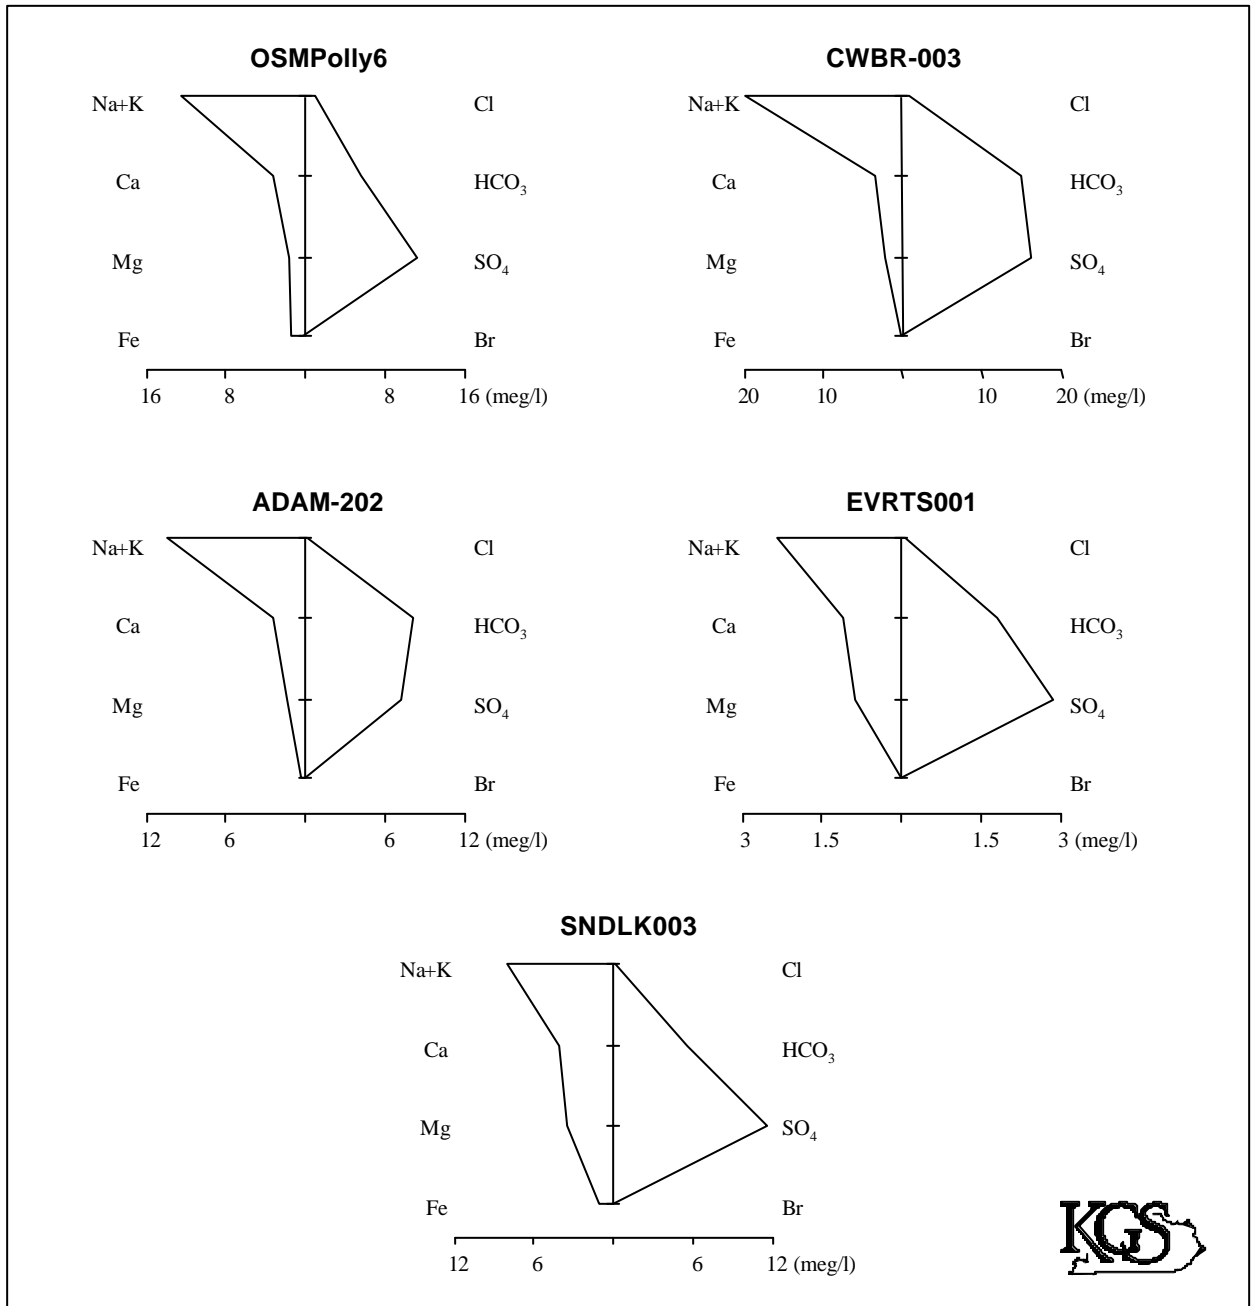 OSMPolly6
Na+K Cl
Ca HCO₃
Mg SO₄
Fe Br
16 8 8 16 (meg/l)
CWBR-003
Na+K Cl
Ca HCO₃
Mg SO₄
Fe Br
20 10 10 20 (meg/l)
ADAM-202
Na+K Cl
Ca HCO₃
Mg SO₄
Fe Br
12 6 6 12 (meg/l)
EVRTS001
Na+K Cl
Ca HCO₃
Mg SO₄
Fe Br
3 1.5 1.5 3 (meg/l)
SNDLK003
Na+K Cl
Ca HCO₃
Mg SO₄
Fe Br
12 6 6 12 (meg/l)
KGS